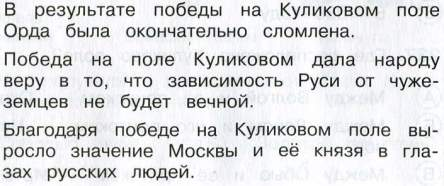 В результате победы на Куликовом поле
Орда была окончательно сломлена.
Победа на поле Куликовом дала народу
веру в то, что зависимость Руси от чуже-
земцев не будет вечной.
Благодаря победе на Куликовом поле вы-
росло значение Москвы и её князя в гла-
зах русских людей.